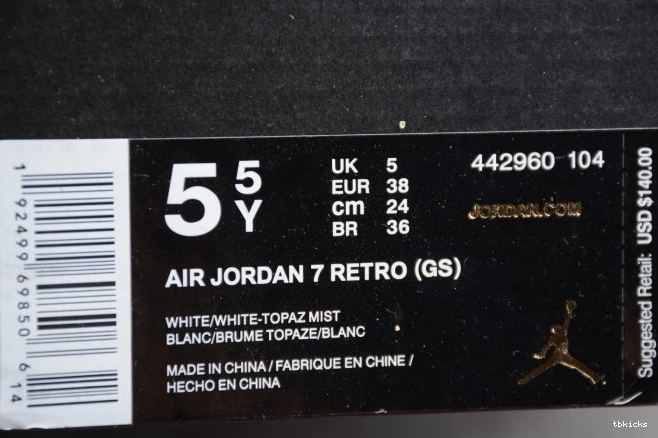 5 5 Y
UK 5
EUR 38
cm 24
BR 36
442960 104
JORDAN.COM
AIR JORDAN 7 RETRO (GS)
WHITE/WHITE-TOPAZ MIST
BLANC/BRUME TOPAZE/BLANC
MADE IN CHINA / FABRIQUE EN CHINE /
HECHO EN CHINA
Suggested Retail: USD $140.00
1 92499 69850 6 14
tbkicks